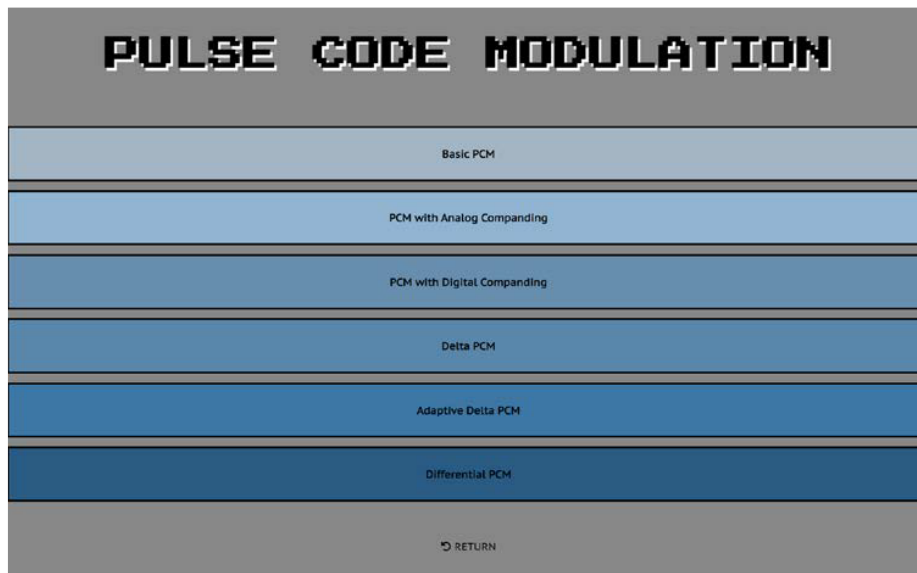 PULSE CODE MODULATION
Basic PCM
PCM with Analog Companding
PCM with Digital Companding
Delta PCM
Adaptive Delta PCM
Differential PCM
RETURN